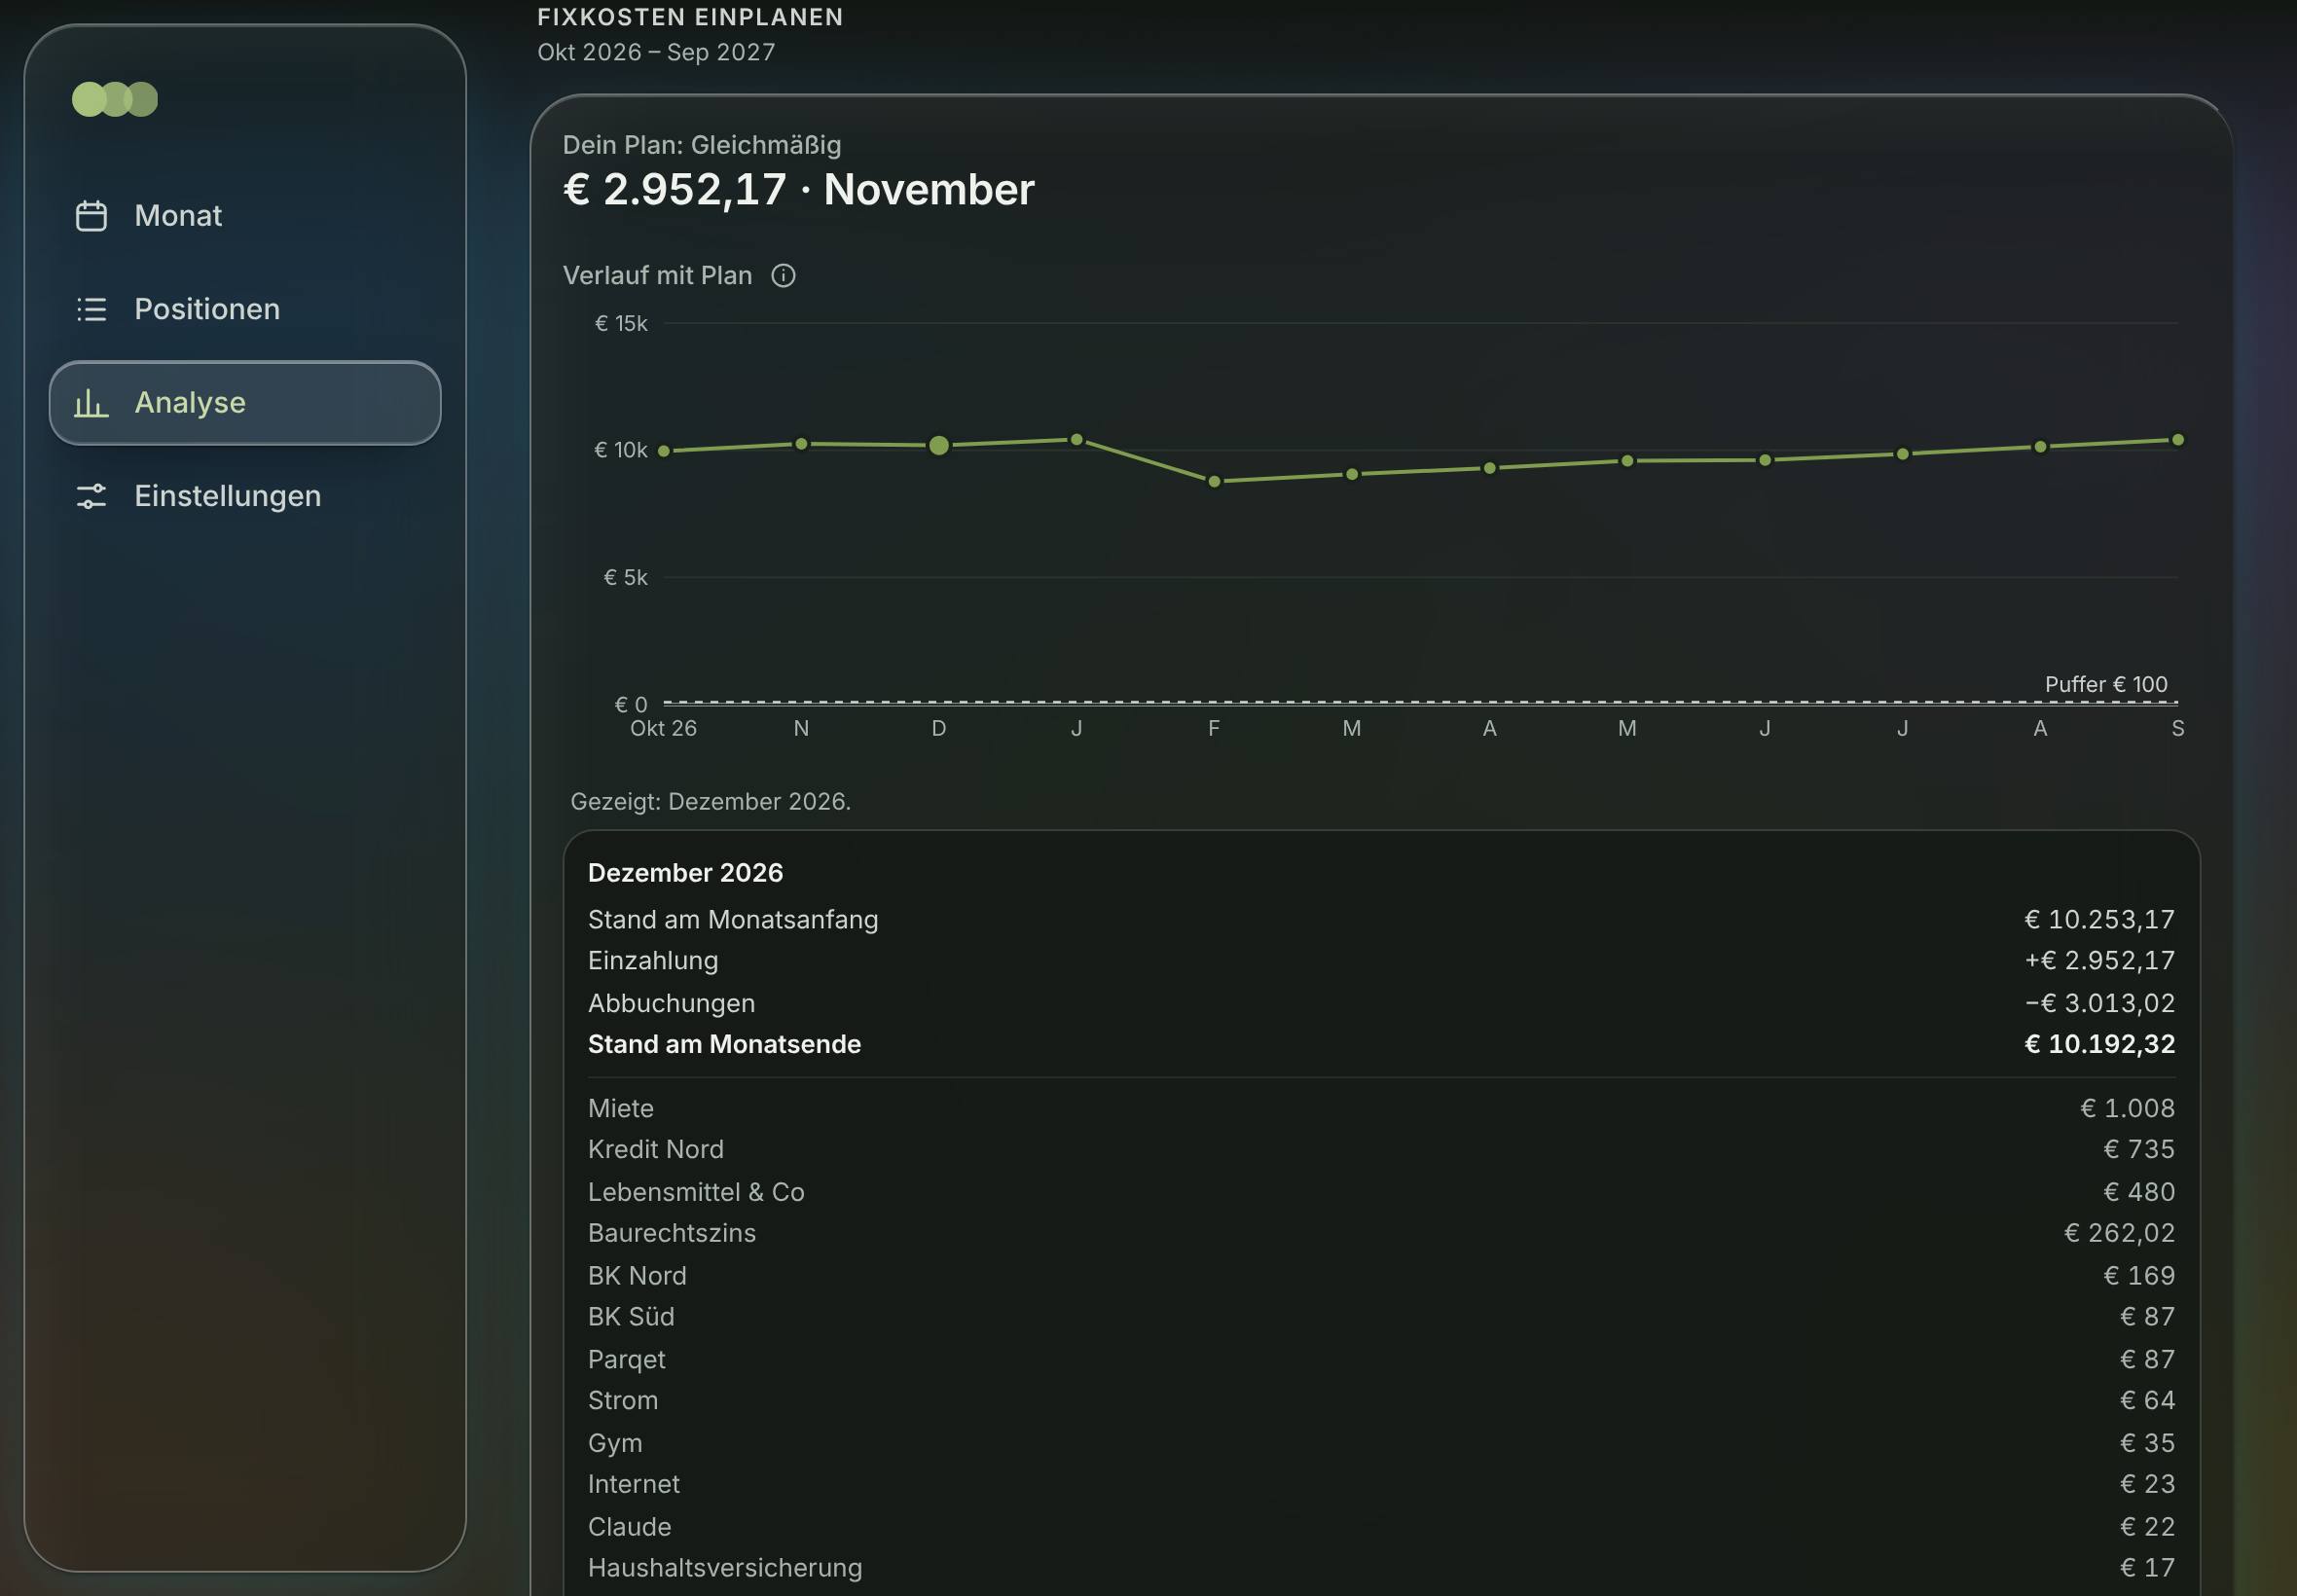 FIXKOSTEN EINPLANEN
Okt 2026 – Sep 2027
Monat
Positionen
Analyse
Einstellungen
Dein Plan: Gleichmäßig
€ 2.952,17 · November
Verlauf mit Plan
€ 15k
€ 10k
€ 5k
€ 0
Puffer € 100
Okt 26 N D J F M A M J J A S
Gezeigt: Dezember 2026.
Dezember 2026
Stand am Monatsanfang € 10.253,17
Einzahlung +€ 2.952,17
Abbuchungen −€ 3.013,02
Stand am Monatsende € 10.192,32
Miete € 1.008
Kredit Nord € 735
Lebensmittel & Co € 480
Baurechtszins € 262,02
BK Nord € 169
BK Süd € 87
Parqet € 87
Strom € 64
Gym € 35
Internet € 23
Claude € 22
Haushaltsversicherung € 17